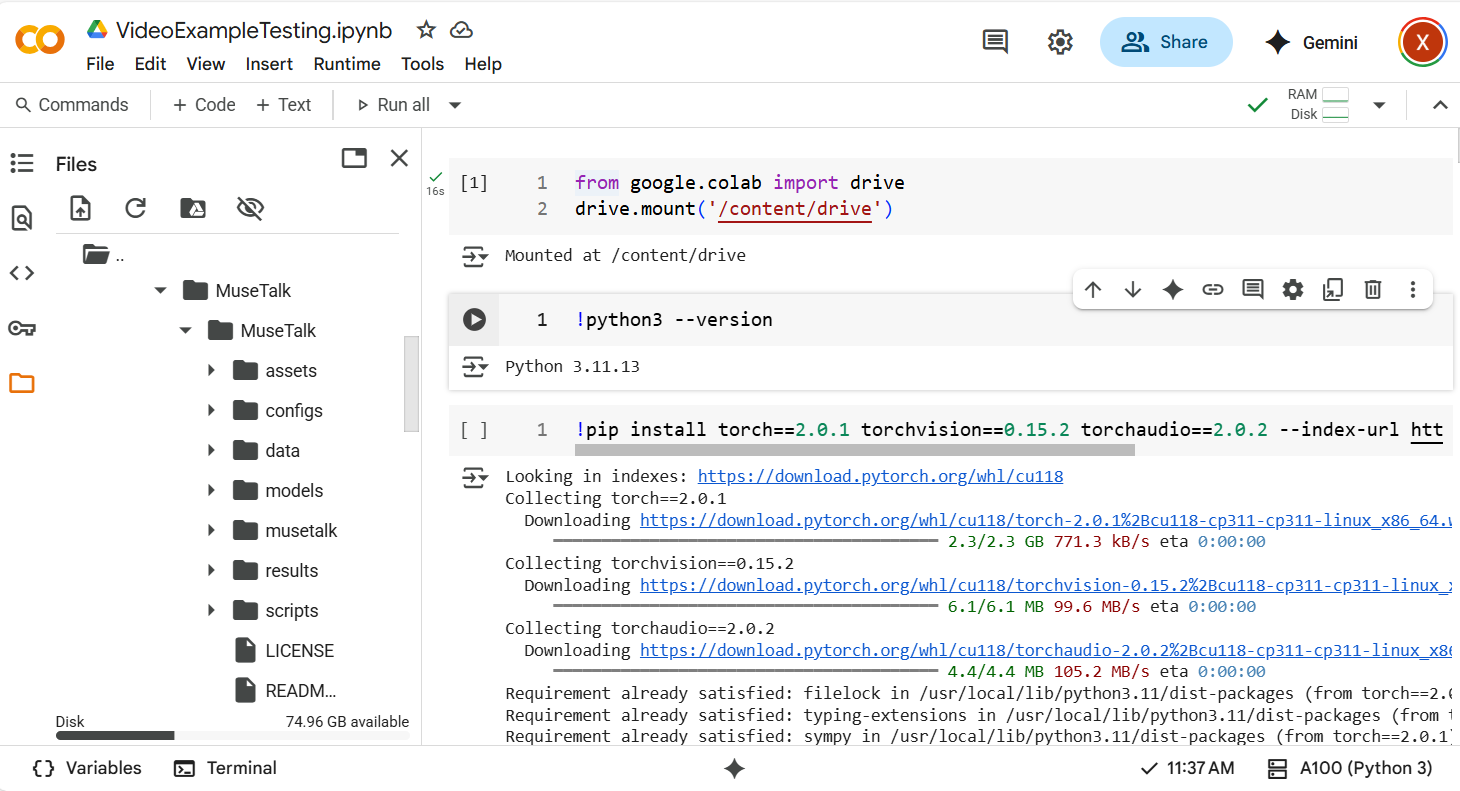 VideoExampleTesting.ipynb
File Edit View Insert Runtime Tools Help
Share
Gemini
X
Commands + Code + Text Run all
RAM
Disk
Files
..
MuseTalk
MuseTalk
assets
configs
data
models
musetalk
results
scripts
LICENSE
READM...
Disk 74.96 GB available
16s
[1] 1 from google.colab import drive
2 drive.mount('/content/drive')
Mounted at /content/drive
1 !python3 --version
Python 3.11.13
[ ] 1 !pip install torch==2.0.1 torchvision==0.15.2 torchaudio==2.0.2 --index-url htt
Looking in indexes: https://download.pytorch.org/whl/cu118
Collecting torch==2.0.1
Downloading https://download.pytorch.org/whl/cu118/torch-2.0.1%2Bcu118-cp311-cp311-linux_x86_64.w
2.3/2.3 GB 771.3 kB/s eta 0:00:00
Collecting torchvision==0.15.2
Downloading https://download.pytorch.org/whl/cu118/torchvision-0.15.2%2Bcu118-cp311-cp311-linux_x
6.1/6.1 MB 99.6 MB/s eta 0:00:00
Collecting torchaudio==2.0.2
Downloading https://download.pytorch.org/whl/cu118/torchaudio-2.0.2%2Bcu118-cp311-cp311-linux_x86
4.4/4.4 MB 105.2 MB/s eta 0:00:00
Requirement already satisfied: filelock in /usr/local/lib/python3.11/dist-packages (from torch==2.0
Requirement already satisfied: typing-extensions in /usr/local/lib/python3.11/dist-packages (from t
Requirement already satisfied: sympy in /usr/local/lib/python3.11/dist-packages (from torch==2.0.1)
Variables Terminal
11:37 AM A100 (Python 3)